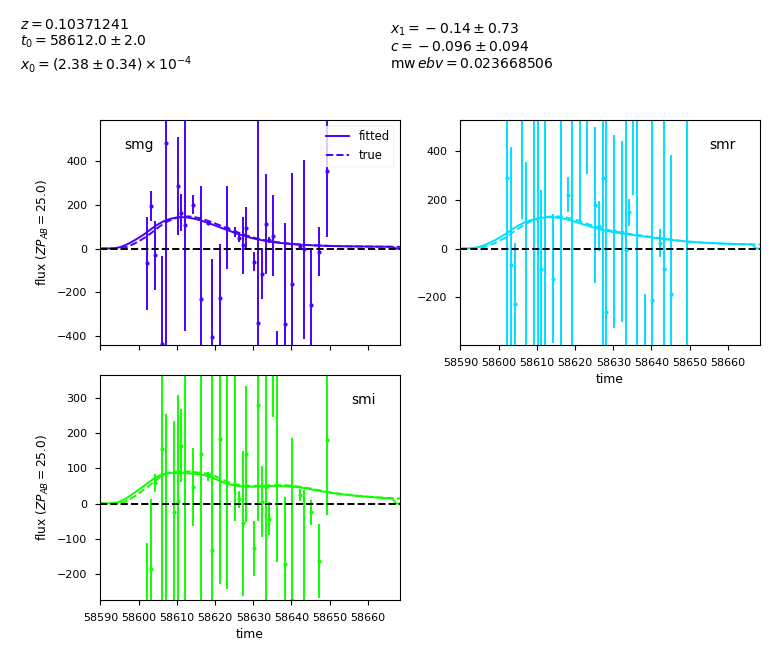 z = 0.10371241
t₀ = 58612.0 ± 2.0
x₀ = (2.38 ± 0.34) × 10⁻⁴
x₁ = −0.14 ± 0.73
c = −0.096 ± 0.094
mw ebv = 0.023668506
smg
fitted
true
400
200
0
−200
−400
flux (ZP_AB = 25.0)
smr
400
200
0
−200
58590 58600 58610 58620 58630 58640 58650 58660
time
smi
300
200
100
0
−100
−200
flux (ZP_AB = 25.0)
58590 58600 58610 58620 58630 58640 58650 58660
time